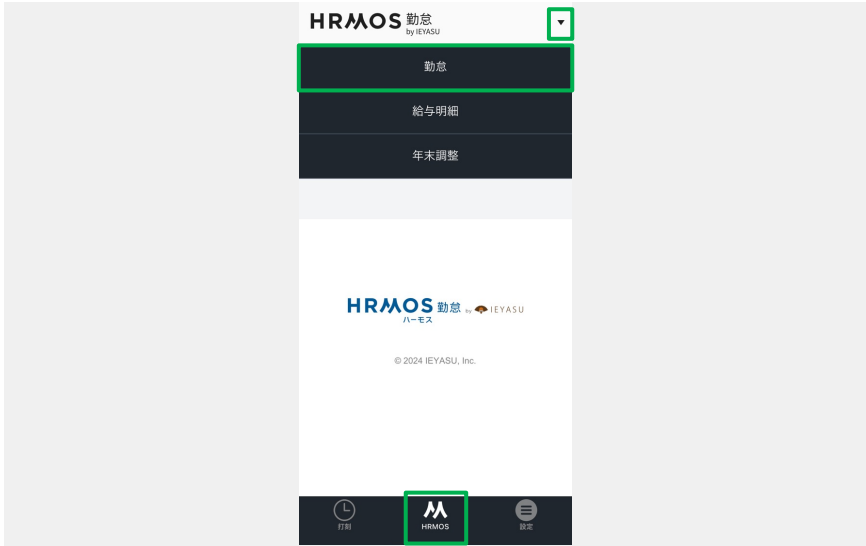 HRMOS 勤怠
by IEYASU
勤怠
給与明細
年末調整
HRMOS 勤怠 by IEYASU
ハーモス
© 2024 IEYASU, Inc.
打刻
HRMOS
設定